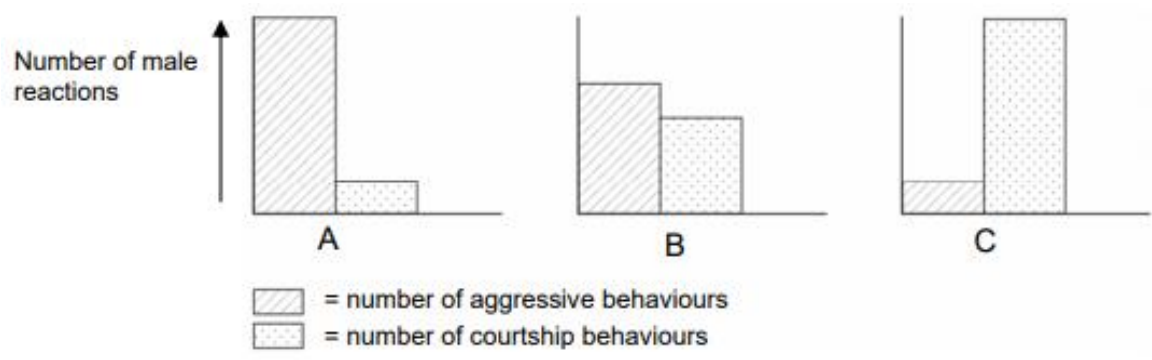 Number of male
reactions
A
B
C
= number of aggressive behaviours
= number of courtship behaviours